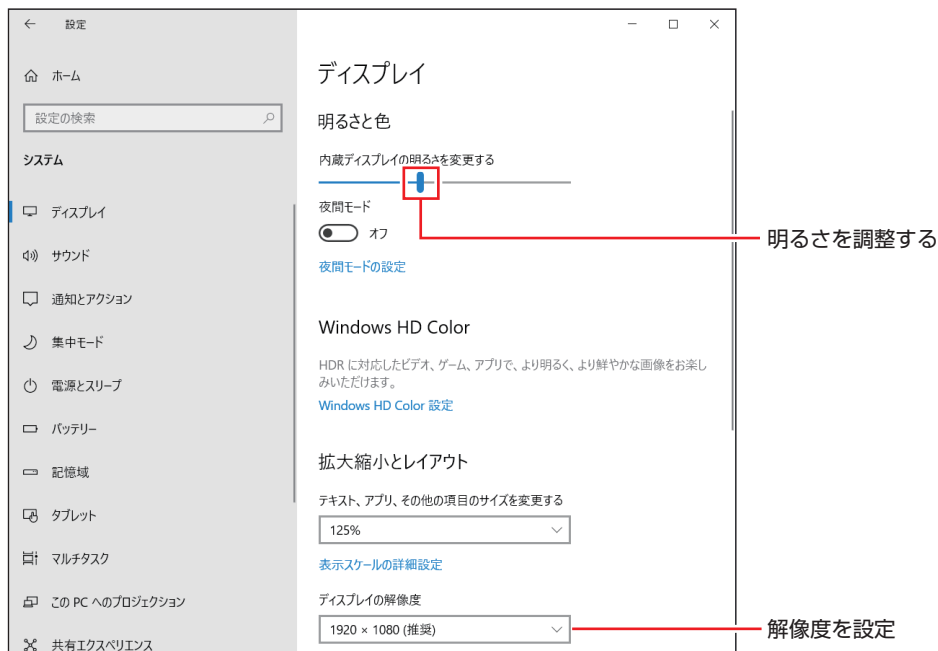 設定
ホーム
設定の検索
システム
ディスプレイ
サウンド
通知とアクション
集中モード
電源とスリープ
バッテリー
記憶域
タブレット
マルチタスク
この PC へのプロジェクション
共有エクスペリエンス
ディスプレイ
明るさと色
内蔵ディスプレイの明るさを変更する
夜間モード
オフ
夜間モードの設定
Windows HD Color
HDR に対応したビデオ、ゲーム、アプリで、より明るく、より鮮やかな画像をお楽し
みいただけます。
Windows HD Color 設定
拡大縮小とレイアウト
テキスト、アプリ、その他の項目のサイズを変更する
125%
表示スケールの詳細設定
ディスプレイの解像度
1920 × 1080 (推奨)
明るさを調整する
解像度を設定